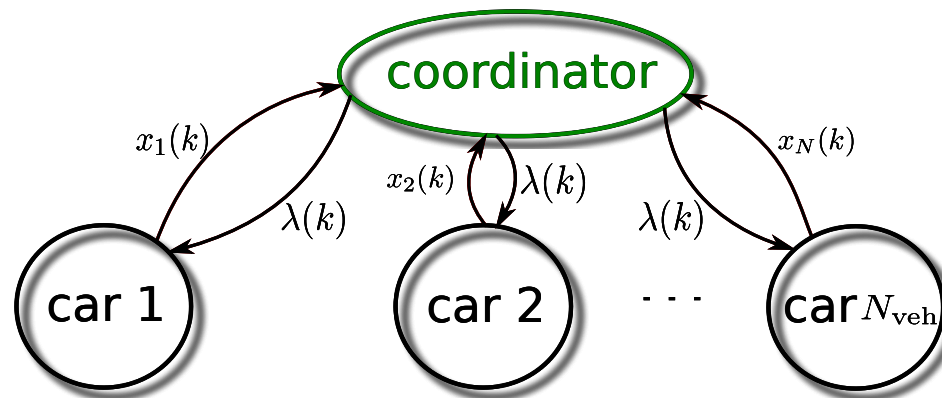 coordinator
x₁(k)
λ(k)
x₂(k)
λ(k)
λ(k)
x_N(k)
car 1
car 2
- - -
car N_veh